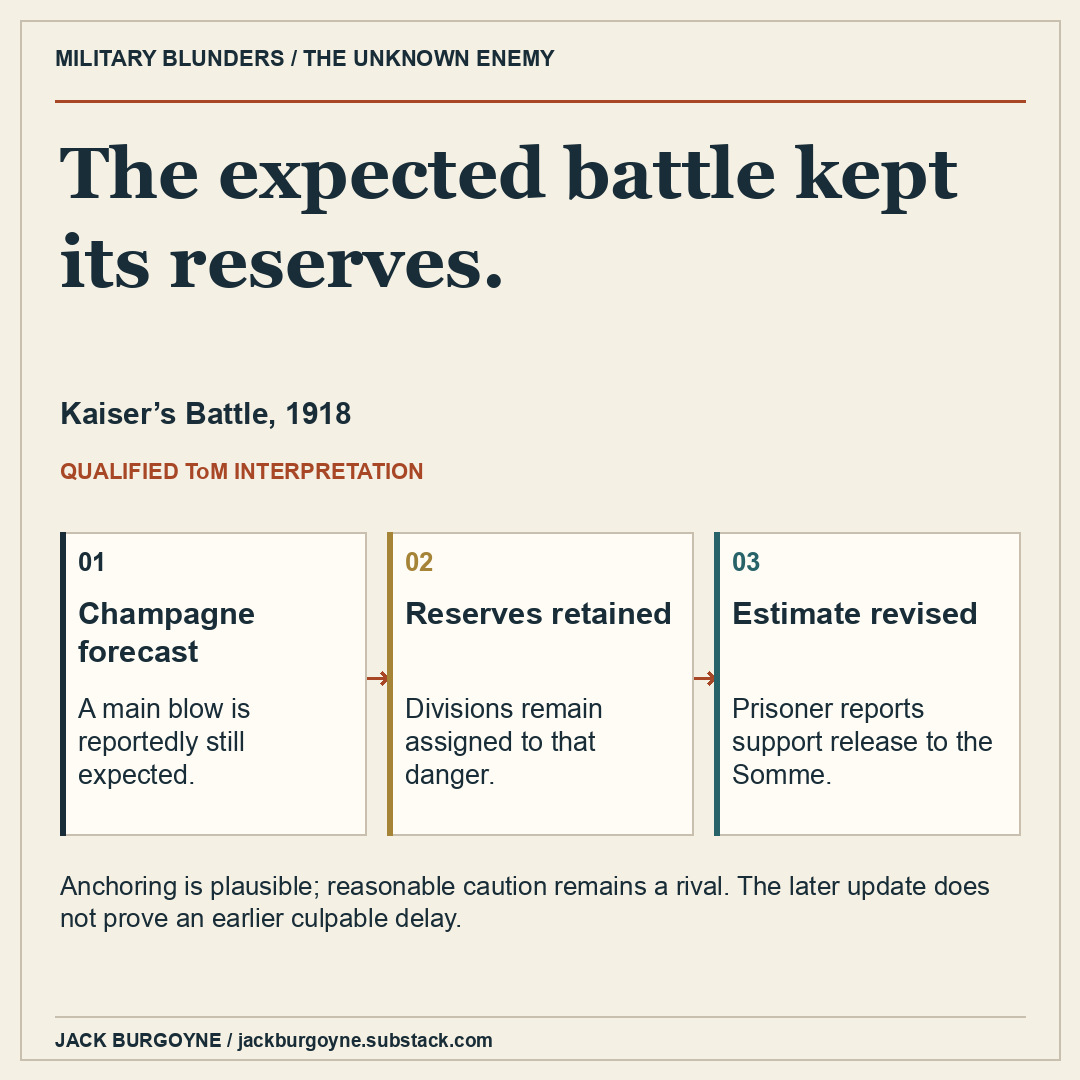 MILITARY BLUNDERS / THE UNKNOWN ENEMY
The expected battle kept
its reserves.
Kaiser’s Battle, 1918
QUALIFIED ToM INTERPRETATION
01
Champagne
forecast
A main blow is
reportedly still
expected.
02
Reserves retained
Divisions remain
assigned to that
danger.
03
Estimate revised
Prisoner reports
support release to the
Somme.
Anchoring is plausible; reasonable caution remains a rival. The later update does
not prove an earlier culpable delay.
JACK BURGOYNE / jackburgoyne.substack.com